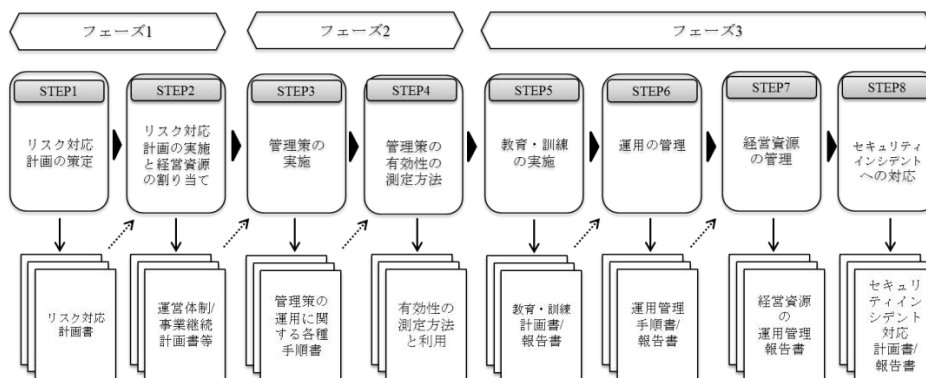 フェーズ1
フェーズ2
フェーズ3
STEP1
リスク対応
計画の策定
STEP2
リスク対応
計画の実施
と経営資源
の割り当て
STEP3
管理策の
実施
STEP4
管理策の
有効性の
測定方法
STEP5
教育・訓練
の実施
STEP6
運用の管理
STEP7
経営資源
の管理
STEP8
セキュリティ
インシデント
への対応
リスク対応
計画書
運営体制/
事業継続
計画書等
管理策の
運用に関
する各種
手順書
有効性の
測定方法
と利用
教育・訓練
計画書/
報告書
運用管理
手順書/
報告書
経営資源
の
運用管理
報告書
セキュリ
ティイン
シデント
対応
計画書/
報告書